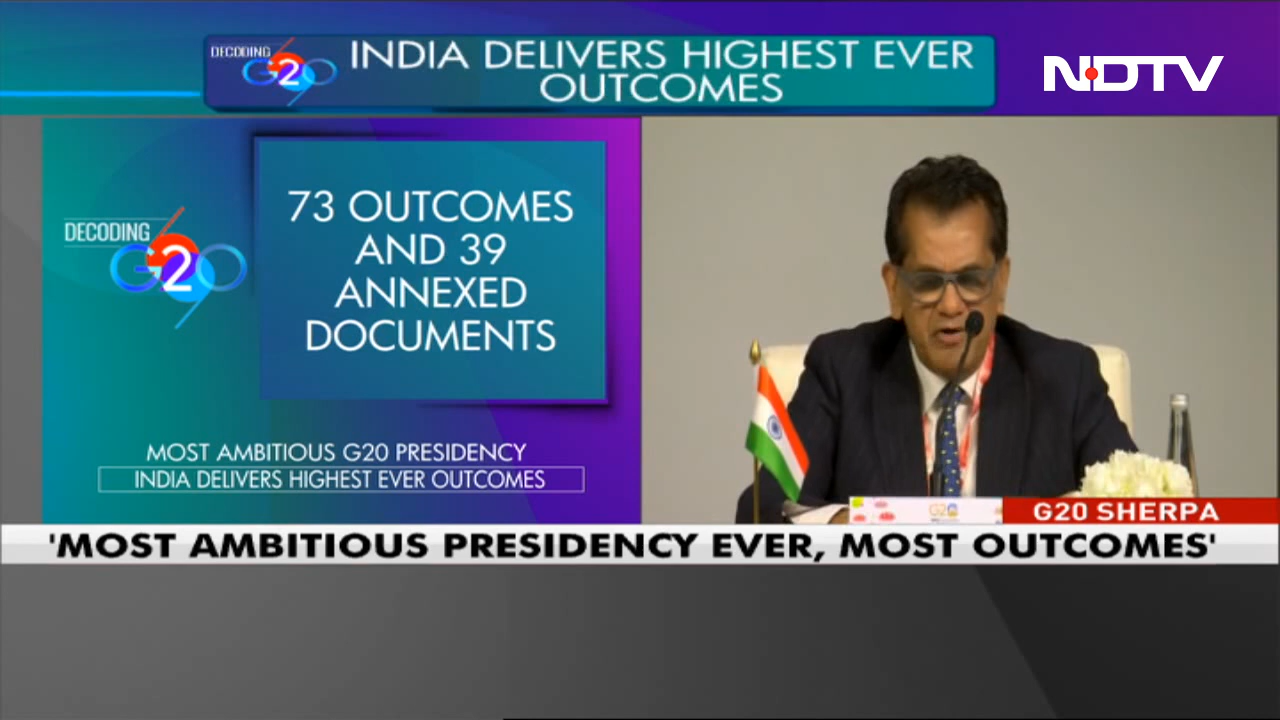 DECODING
G20
INDIA DELIVERS HIGHEST EVER
OUTCOMES
NDTV
DECODING
G20
73 OUTCOMES
AND 39
ANNEXED
DOCUMENTS
MOST AMBITIOUS G20 PRESIDENCY
INDIA DELIVERS HIGHEST EVER OUTCOMES
G20
G20 SHERPA
'MOST AMBITIOUS PRESIDENCY EVER, MOST OUTCOMES'